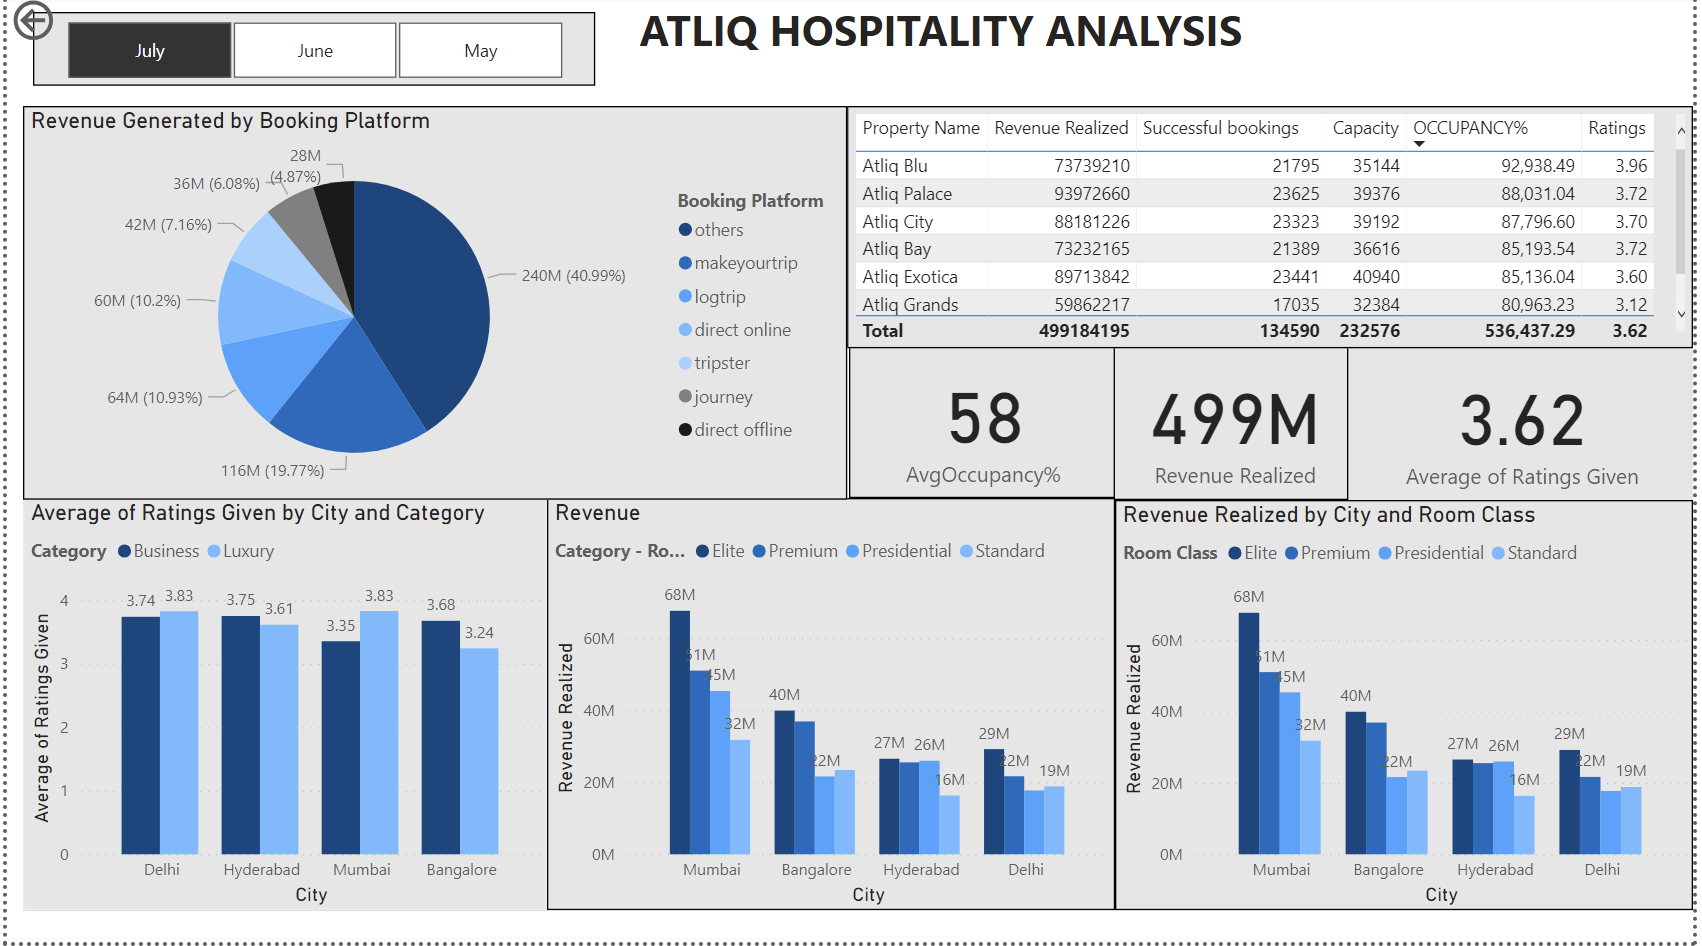 ATLIQ HOSPITALITY ANALYSIS
July June May
Revenue Generated by Booking Platform
28M
(4.87%)
36M (6.08%)
42M (7.16%)
60M (10.2%)
64M (10.93%)
116M (19.77%)
240M (40.99%)
Booking Platform
others
makeyourtrip
logtrip
direct online
tripster
journey
direct offline
Property Name Revenue Realized Successful bookings Capacity OCCUPANCY% Ratings
Atliq Blu 73739210 21795 35144 92,938.49 3.96
Atliq Palace 93972660 23625 39376 88,031.04 3.72
Atliq City 88181226 23323 39192 87,796.60 3.70
Atliq Bay 73232165 21389 36616 85,193.54 3.72
Atliq Exotica 89713842 23441 40940 85,136.04 3.60
Atliq Grands 59862217 17035 32384 80,963.23 3.12
Total 499184195 134590 232576 536,437.29 3.62
58
AvgOccupancy%
499M
Revenue Realized
3.62
Average of Ratings Given
Average of Ratings Given by City and Category
Category Business Luxury
Average of Ratings Given
4
3
2
1
0
3.74 3.83 3.75 3.61 3.35 3.83 3.68 3.24
Delhi Hyderabad Mumbai Bangalore
City
Revenue
Category - Ro... Elite Premium Presidential Standard
Revenue Realized
60M
40M
20M
0M
68M 51M 45M 32M 40M 22M 27M 26M 16M 29M 22M 19M
Mumbai Bangalore Hyderabad Delhi
City
Revenue Realized by City and Room Class
Room Class Elite Premium Presidential Standard
Revenue Realized
60M
40M
20M
0M
68M 51M 45M 32M 40M 22M 27M 26M 16M 29M 22M 19M
Mumbai Bangalore Hyderabad Delhi
City